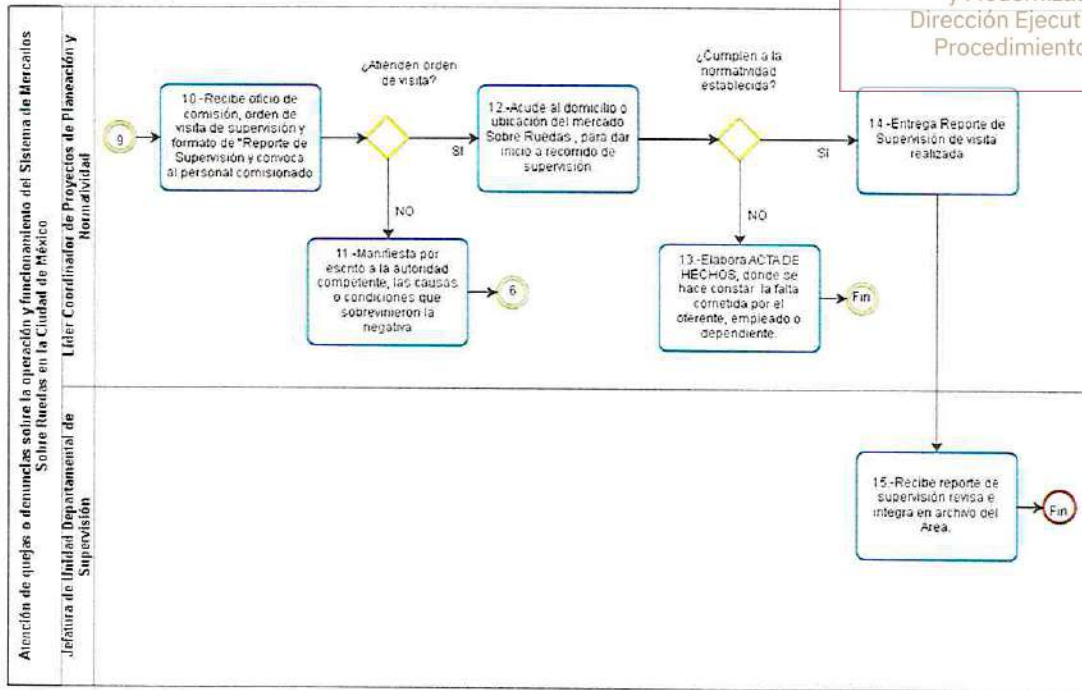 Dirección Ejecut
Procedimiento
Atención de quejas o denuncias sobre la operación y funcionamiento del Sistema de Mercados
Sobre Ruedas en la Ciudad de México
Líder Coordinador de Proyectos de Planeación y
Normatividad
9
10.-Recibe oficio de
comisión, orden de
visita de supervisión y
formato de "Reporte de
Supervisión y convoca
al personal comisionado
¿Atienden orden
de visita?
SI
NO
11.-Manifiesta por
escrito a la autoridad
competente, las causas
o condiciones que
sobrevinieron la
negativa
6
12.-Acude al domicilio o
ubicación del mercado
Sobre Ruedas , para dar
inicio a recorrido de
supervisión
¿Cumplen a la
normatividad
establecida?
SI
NO
13.-Elabora ACTA DE
HECHOS, donde se
hace constar la falta
cometida por el
oferente, empleado o
dependiente.
Fin
14.-Entrega Reporte de
Supervisión de visita
realizada
Jefatura de Unidad Departamental de
Supervisión
15.-Recibe reporte de
supervisión revisa e
integra en archivo del
Area.
Fin